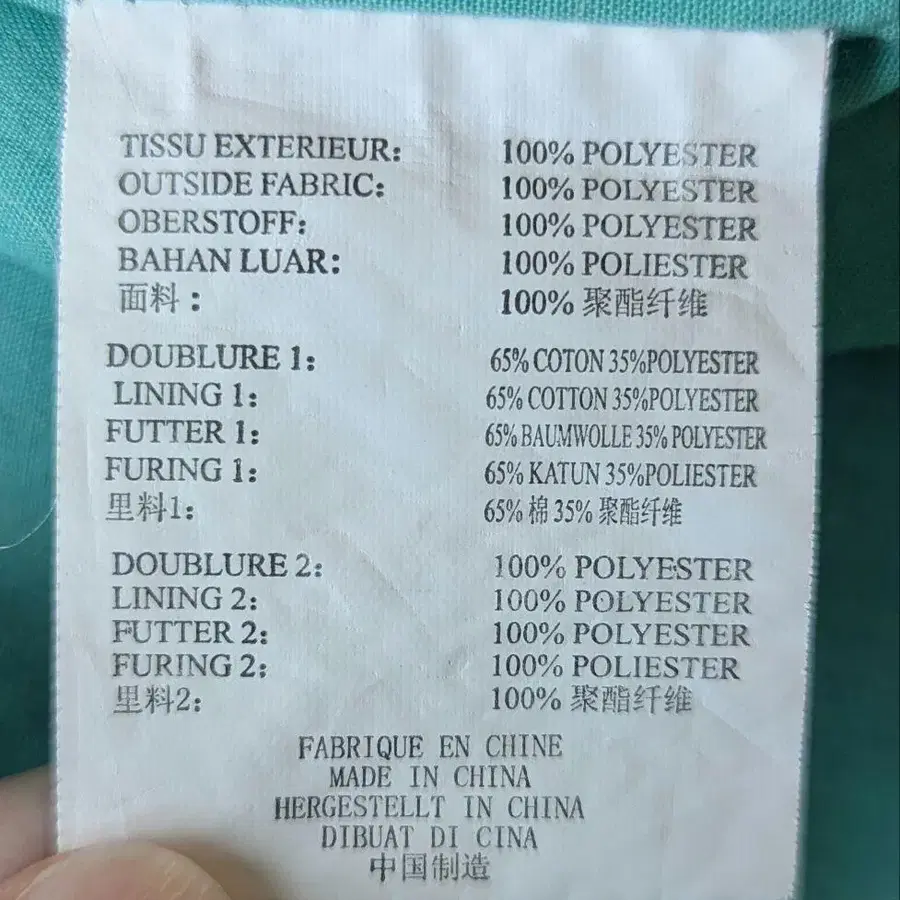 TISSU EXTERIEUR: 100% POLYESTER
OUTSIDE FABRIC: 100% POLYESTER
OBERSTOFF: 100% POLYESTER
BAHAN LUAR: 100% POLIESTER
面料： 100% 聚酯纤维
DOUBLURE 1: 65% COTON 35%POLYESTER
LINING 1: 65% COTTON 35%POLYESTER
FUTTER 1: 65% BAUMWOLLE 35% POLYESTER
FURING 1: 65% KATUN 35%POLIESTER
里料1: 65% 棉 35% 聚酯纤维
DOUBLURE 2: 100% POLYESTER
LINING 2: 100% POLYESTER
FUTTER 2: 100% POLYESTER
FURING 2: 100% POLIESTER
里料2: 100% 聚酯纤维
FABRIQUE EN CHINE
MADE IN CHINA
HERGESTELLT IN CHINA
DIBUAT DI CINA
中国制造